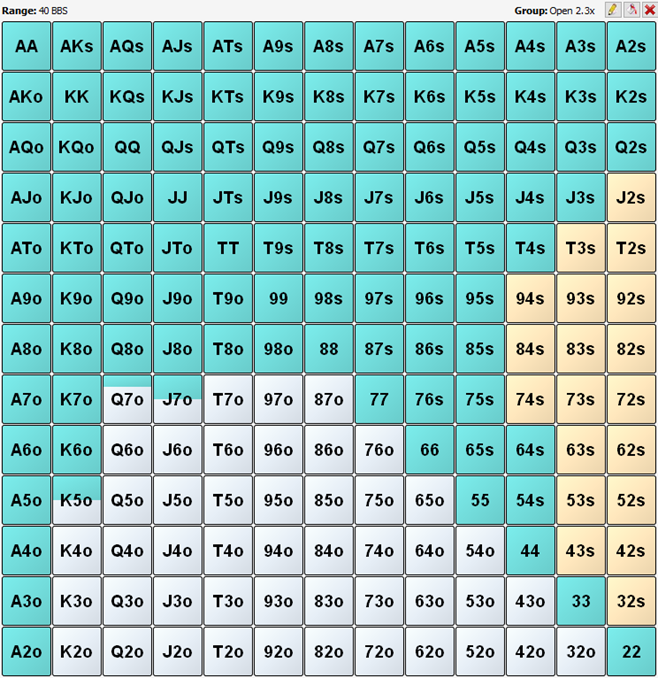 Range: 40 BBS Group: Open 2.3x
AA AKs AQs AJs ATs A9s A8s A7s A6s A5s A4s A3s A2s
AKo KK KQs KJs KTs K9s K8s K7s K6s K5s K4s K3s K2s
AQo KQo QQ QJs QTs Q9s Q8s Q7s Q6s Q5s Q4s Q3s Q2s
AJo KJo QJo JJ JTs J9s J8s J7s J6s J5s J4s J3s J2s
ATo KTo QTo JTo TT T9s T8s T7s T6s T5s T4s T3s T2s
A9o K9o Q9o J9o T9o 99 98s 97s 96s 95s 94s 93s 92s
A8o K8o Q8o J8o T8o 98o 88 87s 86s 85s 84s 83s 82s
A7o K7o Q7o J7o T7o 97o 87o 77 76s 75s 74s 73s 72s
A6o K6o Q6o J6o T6o 96o 86o 76o 66 65s 64s 63s 62s
A5o K5o Q5o J5o T5o 95o 85o 75o 65o 55 54s 53s 52s
A4o K4o Q4o J4o T4o 94o 84o 74o 64o 54o 44 43s 42s
A3o K3o Q3o J3o T3o 93o 83o 73o 63o 53o 43o 33 32s
A2o K2o Q2o J2o T2o 92o 82o 72o 62o 52o 42o 32o 22